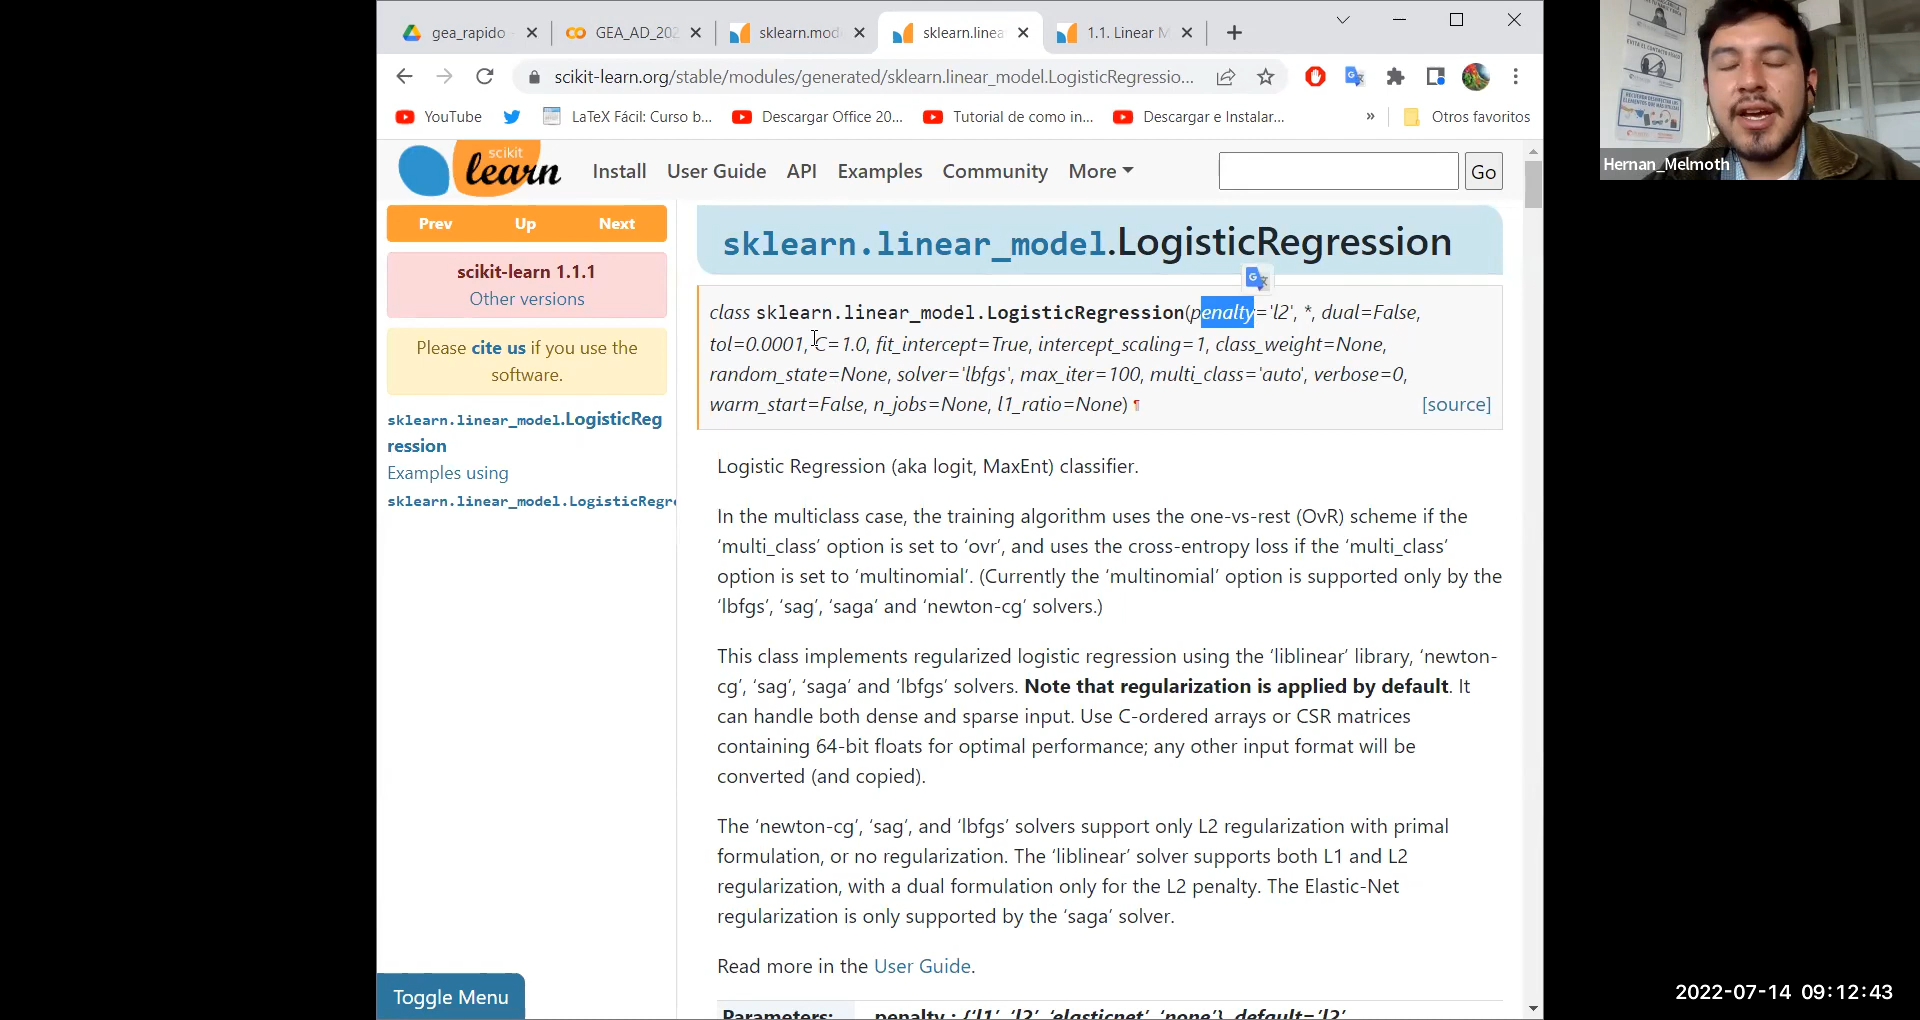 gea_rapido
GEA_AD_202
sklearn.mod
sklearn.linea
1.1. Linear M
scikit-learn.org/stable/modules/generated/sklearn.linear_model.LogisticRegressio...
YouTube
LaTeX Fácil: Curso b...
Descargar Office 20...
Tutorial de como in...
Descargar e Instalar...
»
Otros favoritos
scikit
learn
Install
User Guide
API
Examples
Community
More
Go
Prev
Up
Next
scikit-learn 1.1.1
Other versions
Please cite us if you use the
software.
sklearn.linear_model.LogisticReg
ression
Examples using
sklearn.linear_model.LogisticRegre
sklearn.linear_model.LogisticRegression
class sklearn.linear_model.LogisticRegression(penalty='l2', *, dual=False,
tol=0.0001, C=1.0, fit_intercept=True, intercept_scaling=1, class_weight=None,
random_state=None, solver='lbfgs', max_iter=100, multi_class='auto', verbose=0,
warm_start=False, n_jobs=None, l1_ratio=None) ¶
[source]
Logistic Regression (aka logit, MaxEnt) classifier.
In the multiclass case, the training algorithm uses the one-vs-rest (OvR) scheme if the
‘multi_class’ option is set to ‘ovr’, and uses the cross-entropy loss if the ‘multi_class’
option is set to ‘multinomial’. (Currently the ‘multinomial’ option is supported only by the
‘lbfgs’, ‘sag’, ‘saga’ and ‘newton-cg’ solvers.)
This class implements regularized logistic regression using the ‘liblinear’ library, ‘newton-
cg’, ‘sag’, ‘saga’ and ‘lbfgs’ solvers. Note that regularization is applied by default. It
can handle both dense and sparse input. Use C-ordered arrays or CSR matrices
containing 64-bit floats for optimal performance; any other input format will be
converted (and copied).
The ‘newton-cg’, ‘sag’, and ‘lbfgs’ solvers support only L2 regularization with primal
formulation, or no regularization. The ‘liblinear’ solver supports both L1 and L2
regularization, with a dual formulation only for the L2 penalty. The Elastic-Net
regularization is only supported by the ‘saga’ solver.
Read more in the User Guide.
Parameters:
penalty : {‘l1’, ‘l2’, ‘elasticnet’, ‘none’}, default=’l2’
Toggle Menu
Hernan_Melmoth
2022-07-14 09:12:43